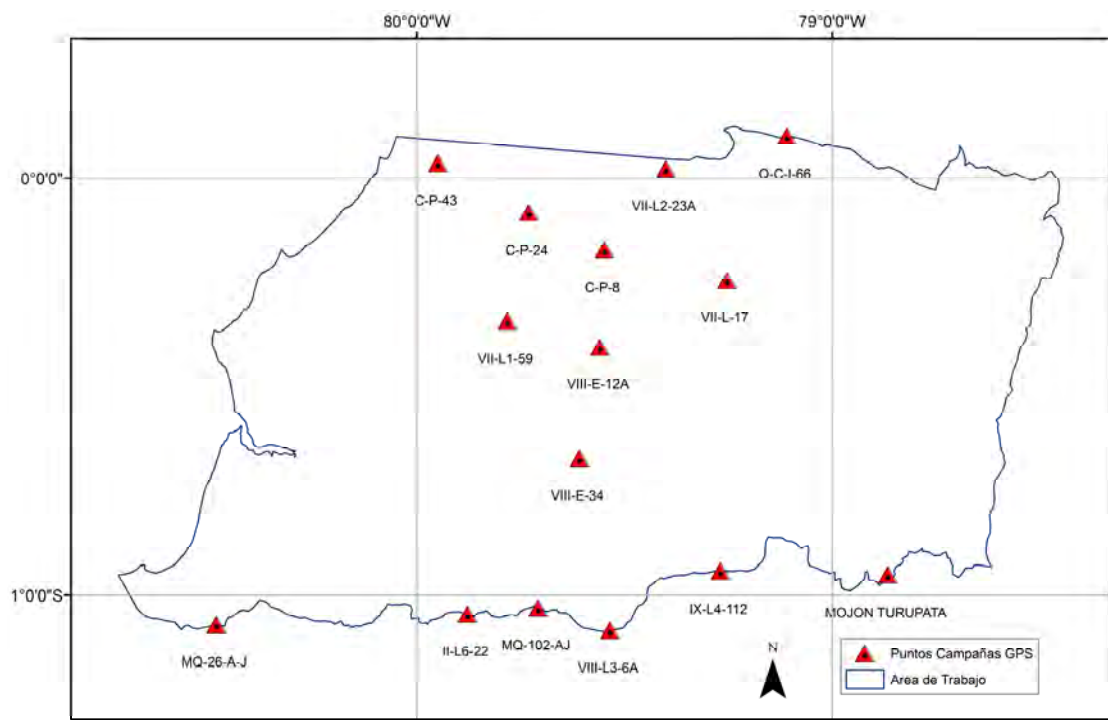 80°0'0"W
79°0'0"W
O-C-I-66
0°0'0"
C-P-43
VII-L2-23A
C-P-24
C-P-8
VII-L-17
VII-L1-59
VIII-E-12A
VIII-E-34
1°0'0"S
IX-L4-112
MOJON TURUPATA
II-L6-22
MQ-102-AJ
MQ-26-A-J
VIII-L3-6A
N
Puntos Campañas GPS
Area de Trabajo